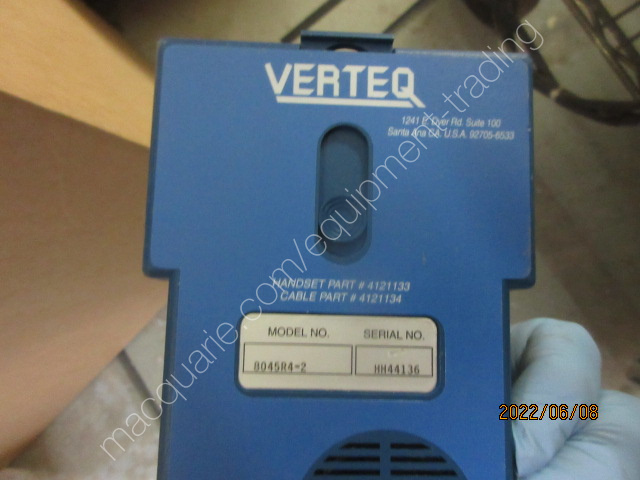 VERTEQ
1241 E. Dyer Rd. Suite 100
Santa Ana CA. U.S.A. 92705-6533
HANDSET PART # 4121133
CABLE PART # 4121134
MODEL NO. SERIAL NO.
8045R4-2 HH44136
2022/06/08
macquarie.com/equipment-trading